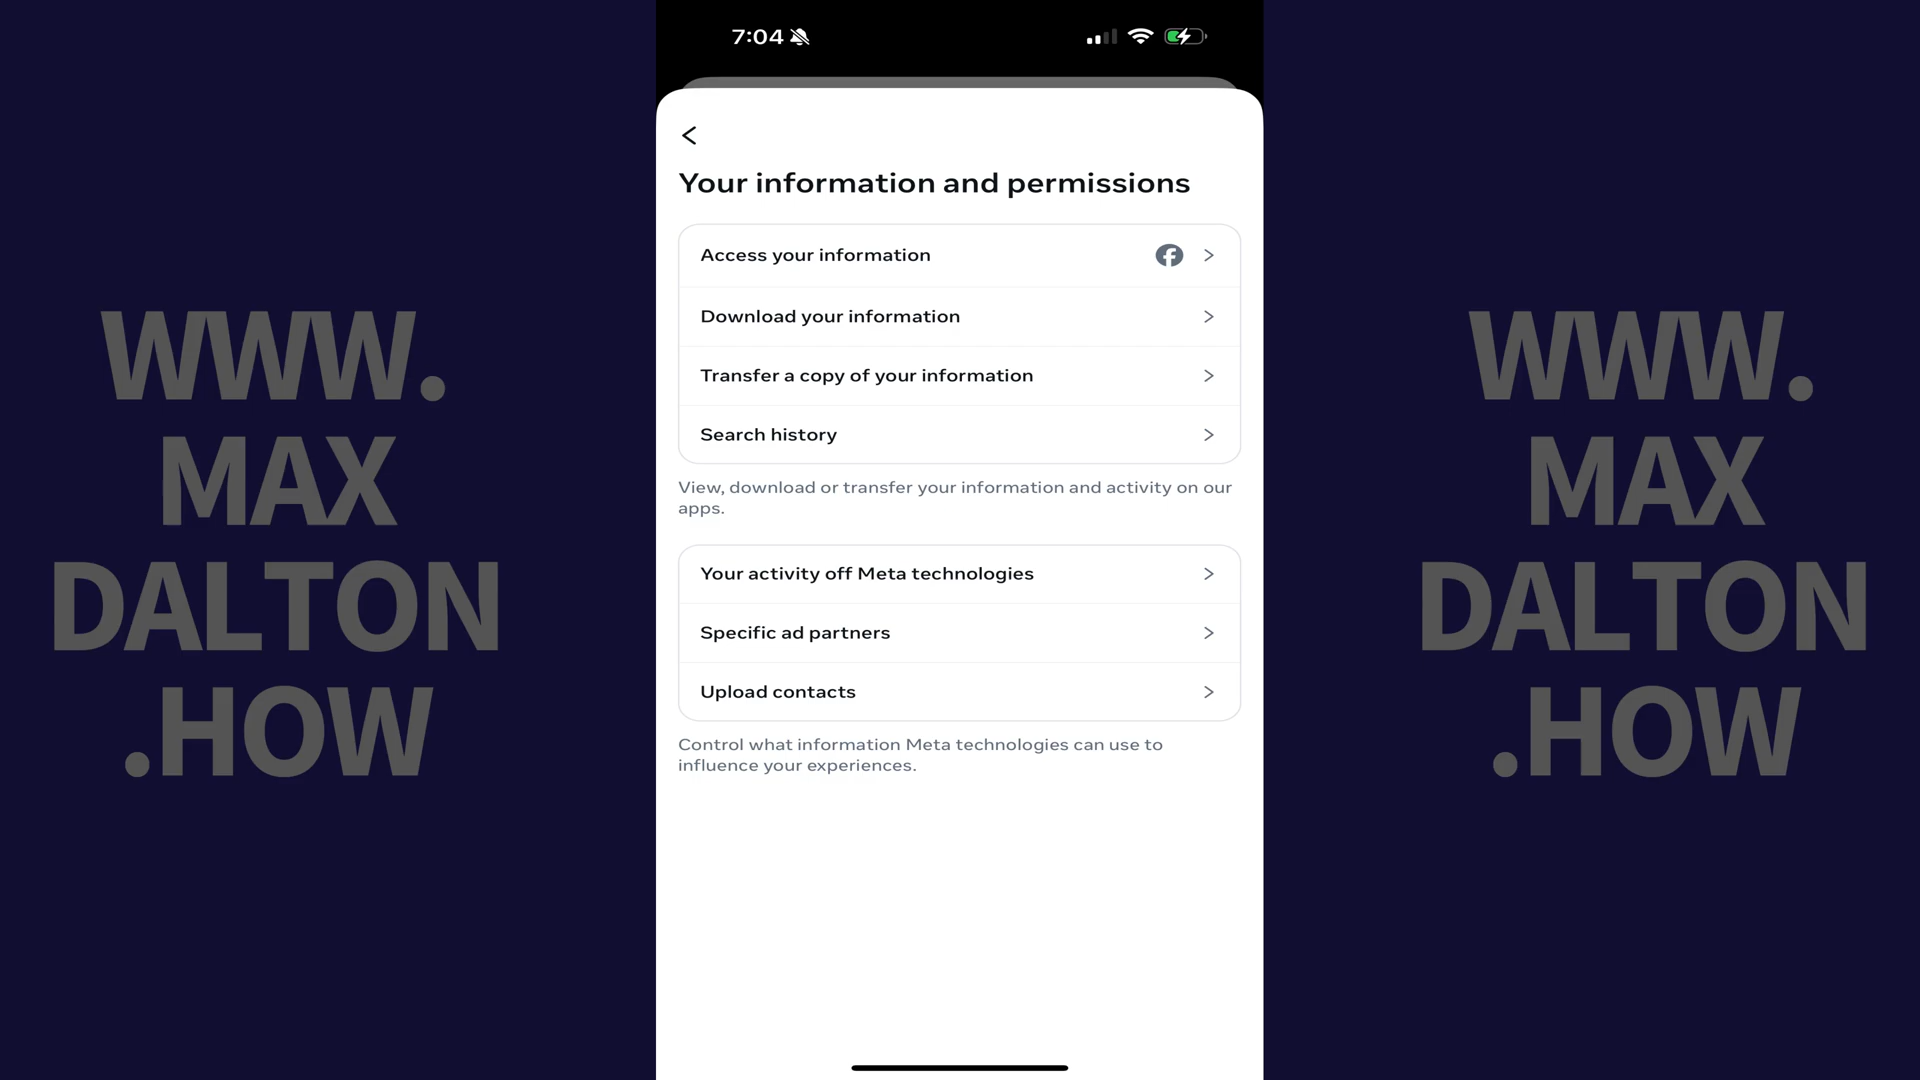 WWW.
MAX
DALTON
.HOW
7:04
Your information and permissions
Access your information
Download your information
Transfer a copy of your information
Search history
View, download or transfer your information and activity on our
apps.
Your activity off Meta technologies
Specific ad partners
Upload contacts
Control what information Meta technologies can use to
influence your experiences.
WWW.
MAX
DALTON
.HOW